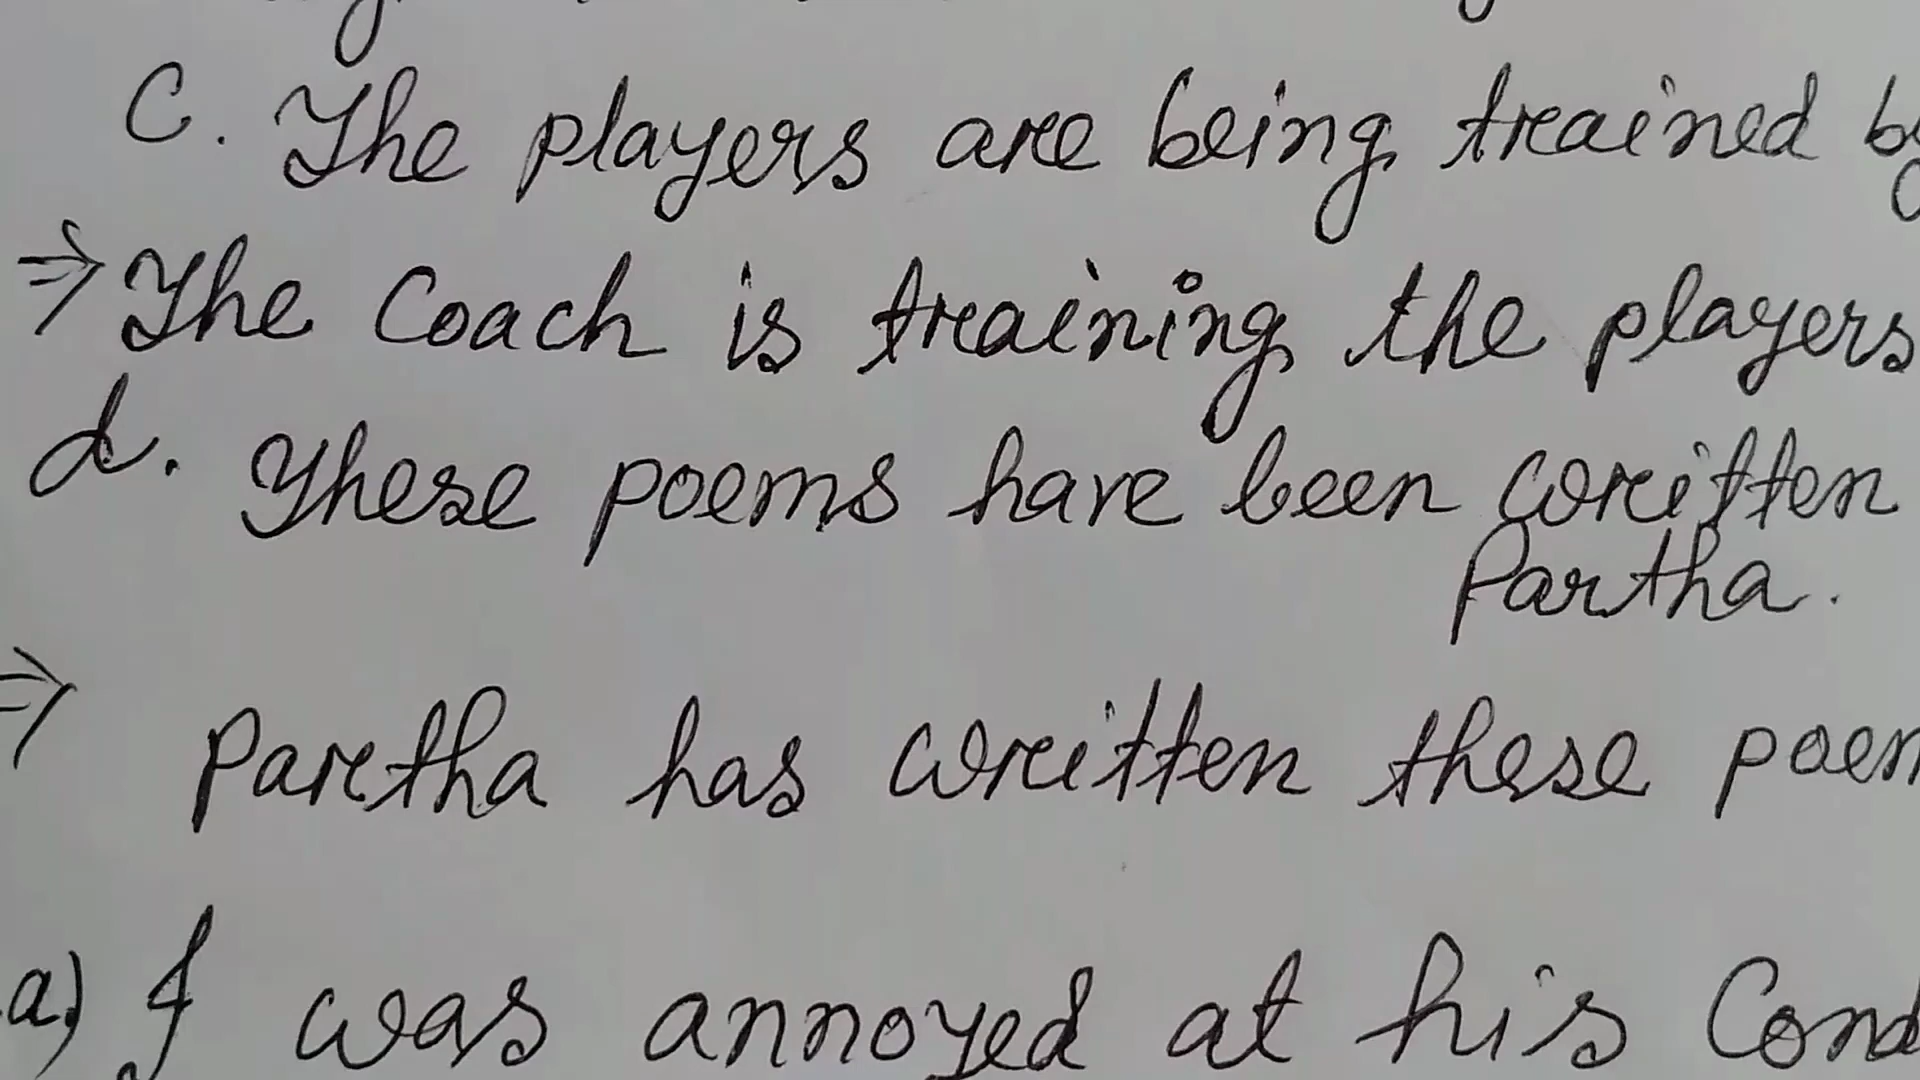 C. The players are being trained
⇒ The Coach is training the players
d. These poems have been written
Partha.
⇒ Partha has written these
a) I was annoyed at his